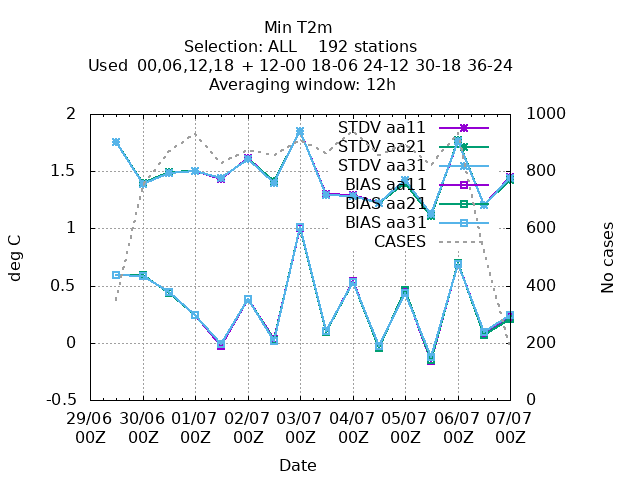 Min T2m
Selection: ALL    192 stations
Used  00,06,12,18 + 12-00 18-06 24-12 30-18 36-24
Averaging window: 12h
2
1.5
1
0.5
0
-0.5
deg C
1000
800
600
400
200
0
No cases
STDV aa11
STDV aa21
STDV aa31
BIAS aa11
BIAS aa21
BIAS aa31
CASES
29/06 30/06 01/07 02/07 03/07 04/07 05/07 06/07 07/07
00Z 00Z 00Z 00Z 00Z 00Z 00Z 00Z 00Z
Date